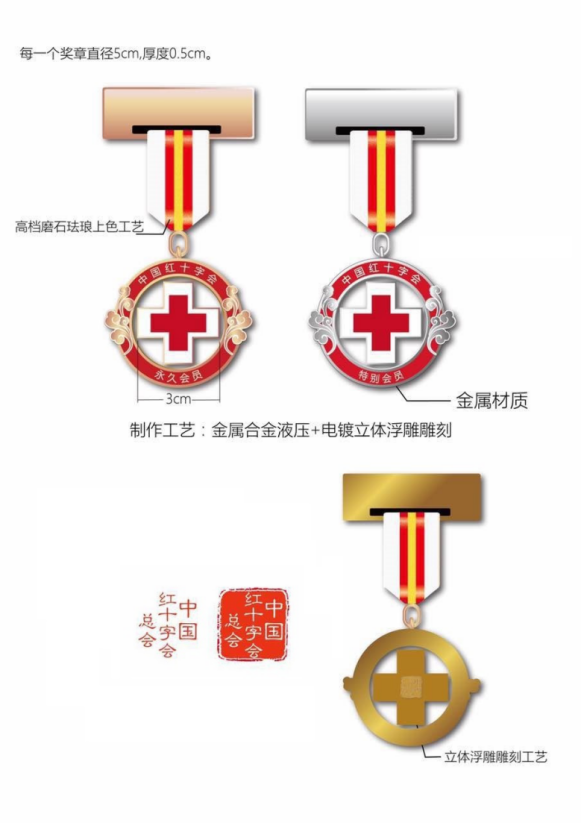 每一个奖章直径5cm,厚度0.5cm。
高档磨石珐琅上色工艺
中国红十字会
永久会员
中国红十字会
特别会员
3cm
金属材质
制作工艺：金属合金液压+电镀立体浮雕雕刻
中国
红十字会
总会
中国
红十字会
总会
立体浮雕雕刻工艺